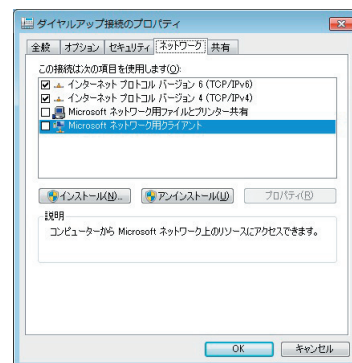 ダイヤルアップ接続のプロパティ
全般 オプション セキュリティ ネットワーク 共有
この接続は次の項目を使用します(O):
インターネット プロトコル バージョン 6 (TCP/IPv6)
インターネット プロトコル バージョン 4 (TCP/IPv4)
Microsoft ネットワーク用ファイルとプリンター共有
Microsoft ネットワーク用クライアント
インストール(N)... アンインストール(U) プロパティ(R)
説明
コンピューターから Microsoft ネットワーク上のリソースにアクセスできます。
OK キャンセル